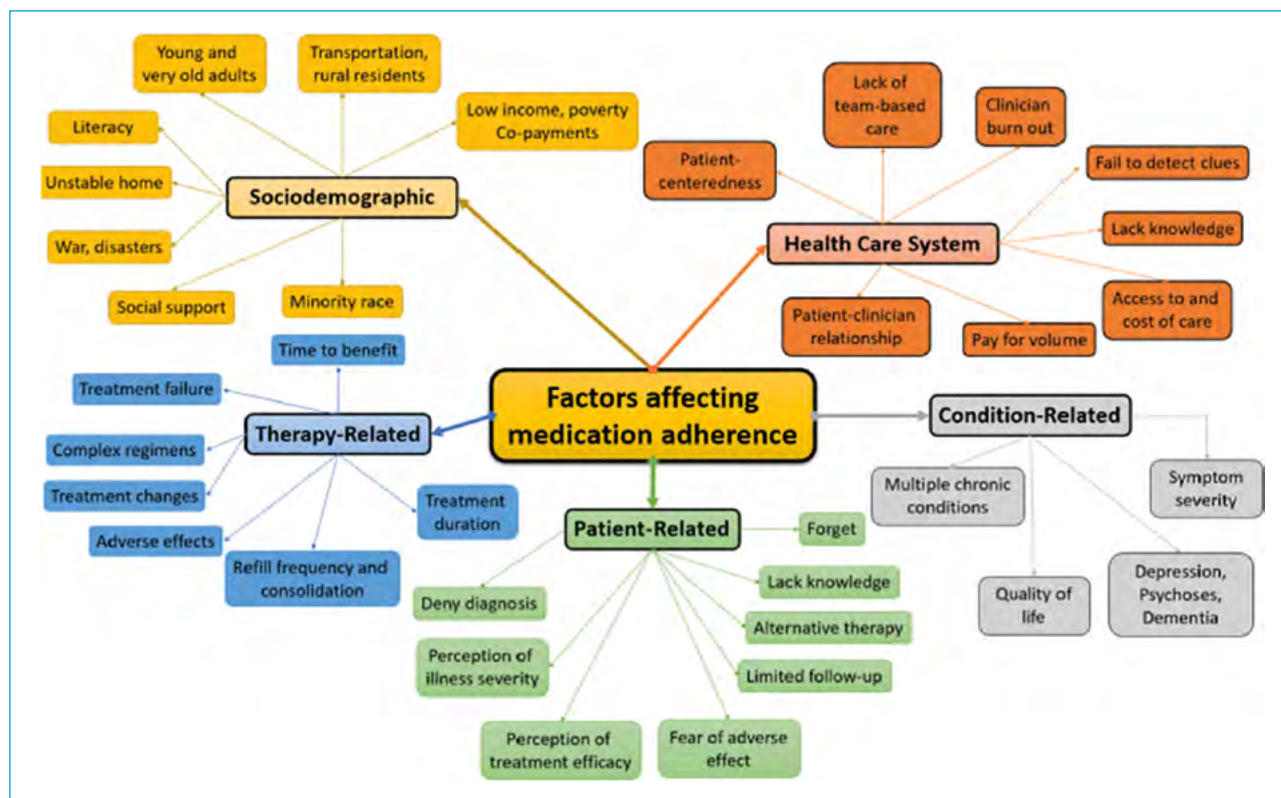 Young and
very old adults
Transportation,
rural residents
Low income, poverty
Co-payments
Literacy
Unstable home
War, disasters
Social support
Minority race
Sociodemographic
Lack of
team-based
care
Clinician
burn out
Patient-
centeredness
Fail to detect clues
Lack knowledge
Access to and
cost of care
Pay for volume
Patient-clinician
relationship
Health Care System
Factors affecting
medication adherence
Time to benefit
Treatment failure
Therapy-Related
Complex regimens
Treatment changes
Adverse effects
Refill frequency and
consolidation
Treatment
duration
Condition-Related
Multiple chronic
conditions
Symptom
severity
Quality of
life
Depression,
Psychoses,
Dementia
Patient-Related
Forget
Lack knowledge
Alternative therapy
Limited follow-up
Fear of adverse
effect
Perception of
treatment efficacy
Perception of
illness severity
Deny diagnosis